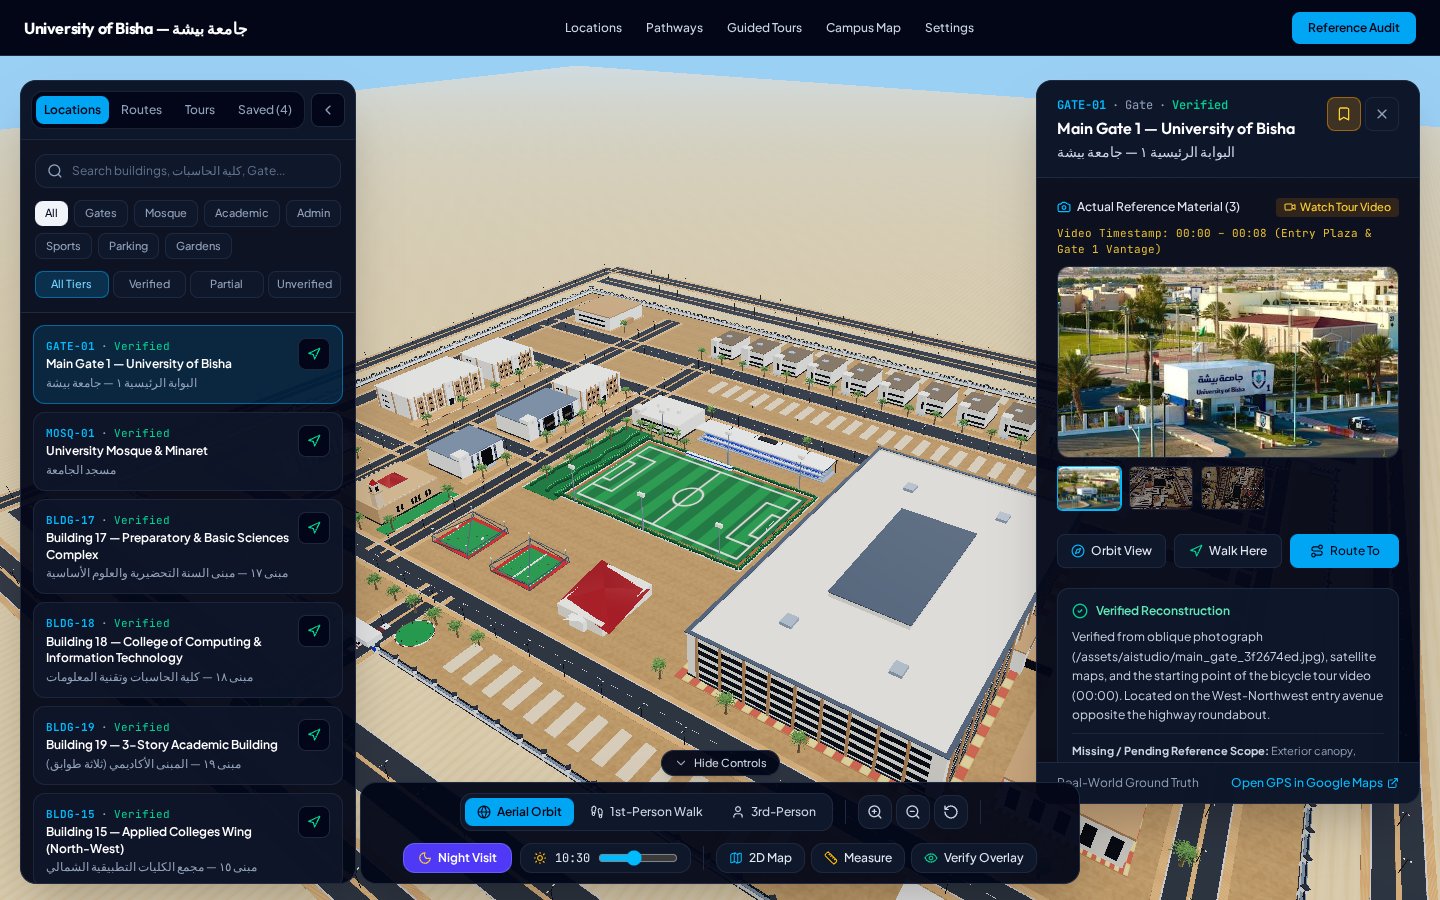 University of Bisha — جامعة بيشة
Locations
Pathways
Guided Tours
Campus Map
Settings
Reference Audit
Locations
Routes
Tours
Saved (4)
Search buildings, كلية الحاسبات, Gate...
All
Gates
Mosque
Academic
Admin
Sports
Parking
Gardens
All Tiers
Verified
Partial
Unverified
GATE-01 · Verified
Main Gate 1 — University of Bisha
البوابة الرئيسية ١ — جامعة بيشة
MOSQ-01 · Verified
University Mosque & Minaret
مسجد الجامعة
BLDG-17 · Verified
Building 17 — Preparatory & Basic Sciences
Complex
مبنى ١٧ — مبنى السنة التحضيرية والعلوم الأساسية
BLDG-18 · Verified
Building 18 — College of Computing &
Information Technology
مبنى ١٨ — كلية الحاسبات وتقنية المعلومات
BLDG-19 · Verified
Building 19 — 3-Story Academic Building
مبنى ١٩ — المبنى الأكاديمي (ثلاثة طوابق)
BLDG-15 · Verified
Building 15 — Applied Colleges Wing
(North-West)
مبنى ١٥ — مجمع الكليات التطبيقية الشمالي
Hide Controls
Aerial Orbit
1st-Person Walk
3rd-Person
Night Visit
10:30
2D Map
Measure
Verify Overlay
GATE-01 · Gate · Verified
Main Gate 1 — University of Bisha
البوابة الرئيسية ١ — جامعة بيشة
Actual Reference Material (3)
Watch Tour Video
Video Timestamp: 00:00 – 00:08 (Entry Plaza &
Gate 1 Vantage)
جامعة بيشة
University of Bisha
Orbit View
Walk Here
Route To
Verified Reconstruction
Verified from oblique photograph
(/assets/aistudio/main_gate_3f2674ed.jpg), satellite
maps, and the starting point of the bicycle tour video
(00:00). Located on the West-Northwest entry avenue
opposite the highway roundabout.
Missing / Pending Reference Scope: Exterior canopy,
Real-World Ground Truth
Open GPS in Google Maps